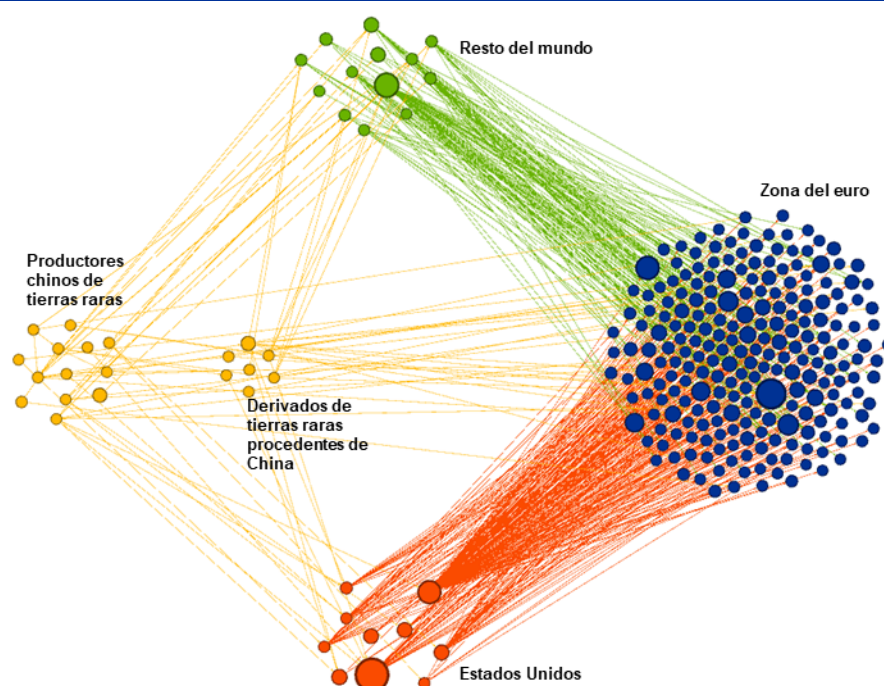 Resto del mundo
Zona del euro
Productores
chinos de
tierras raras
Derivados de
tierras raras
procedentes de
China
Estados Unidos